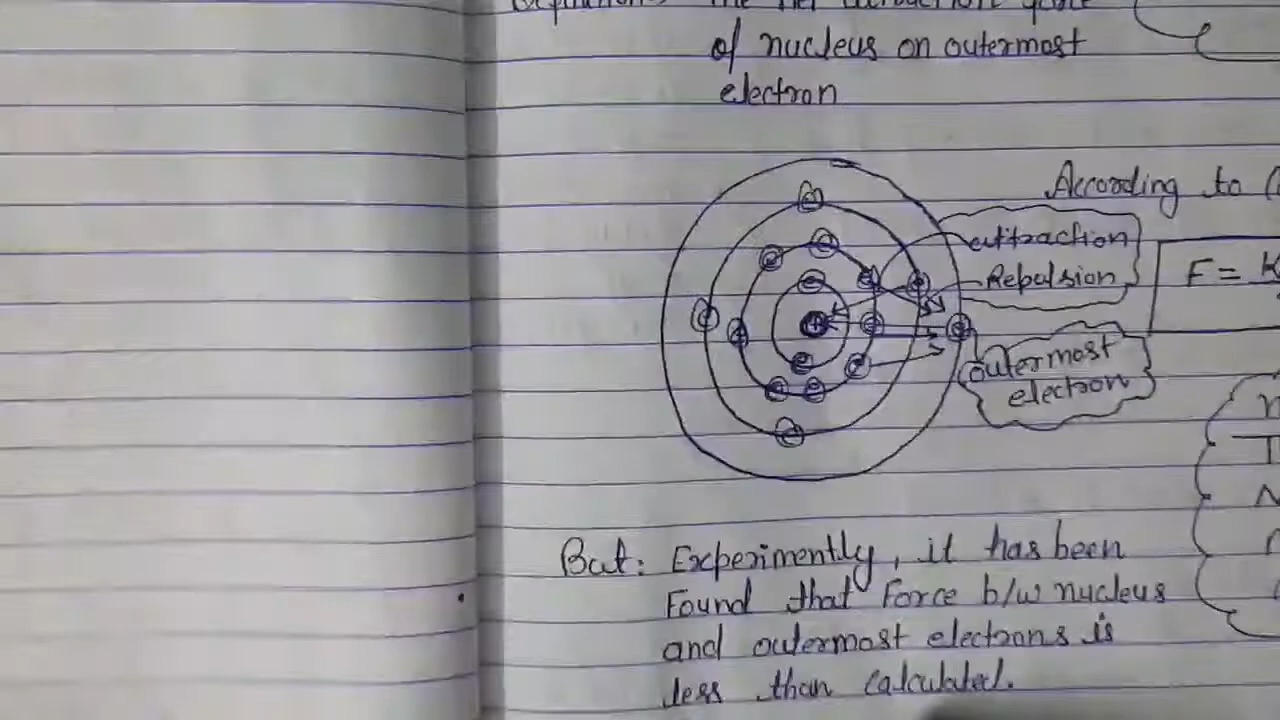 of nucleus on outermost
electron
According to
attraction
Repulsion
F = K
outermost
electron
But: Experimently, it has been
Found that Force b/w nucleus
and outermost electrons is
less than calculated.